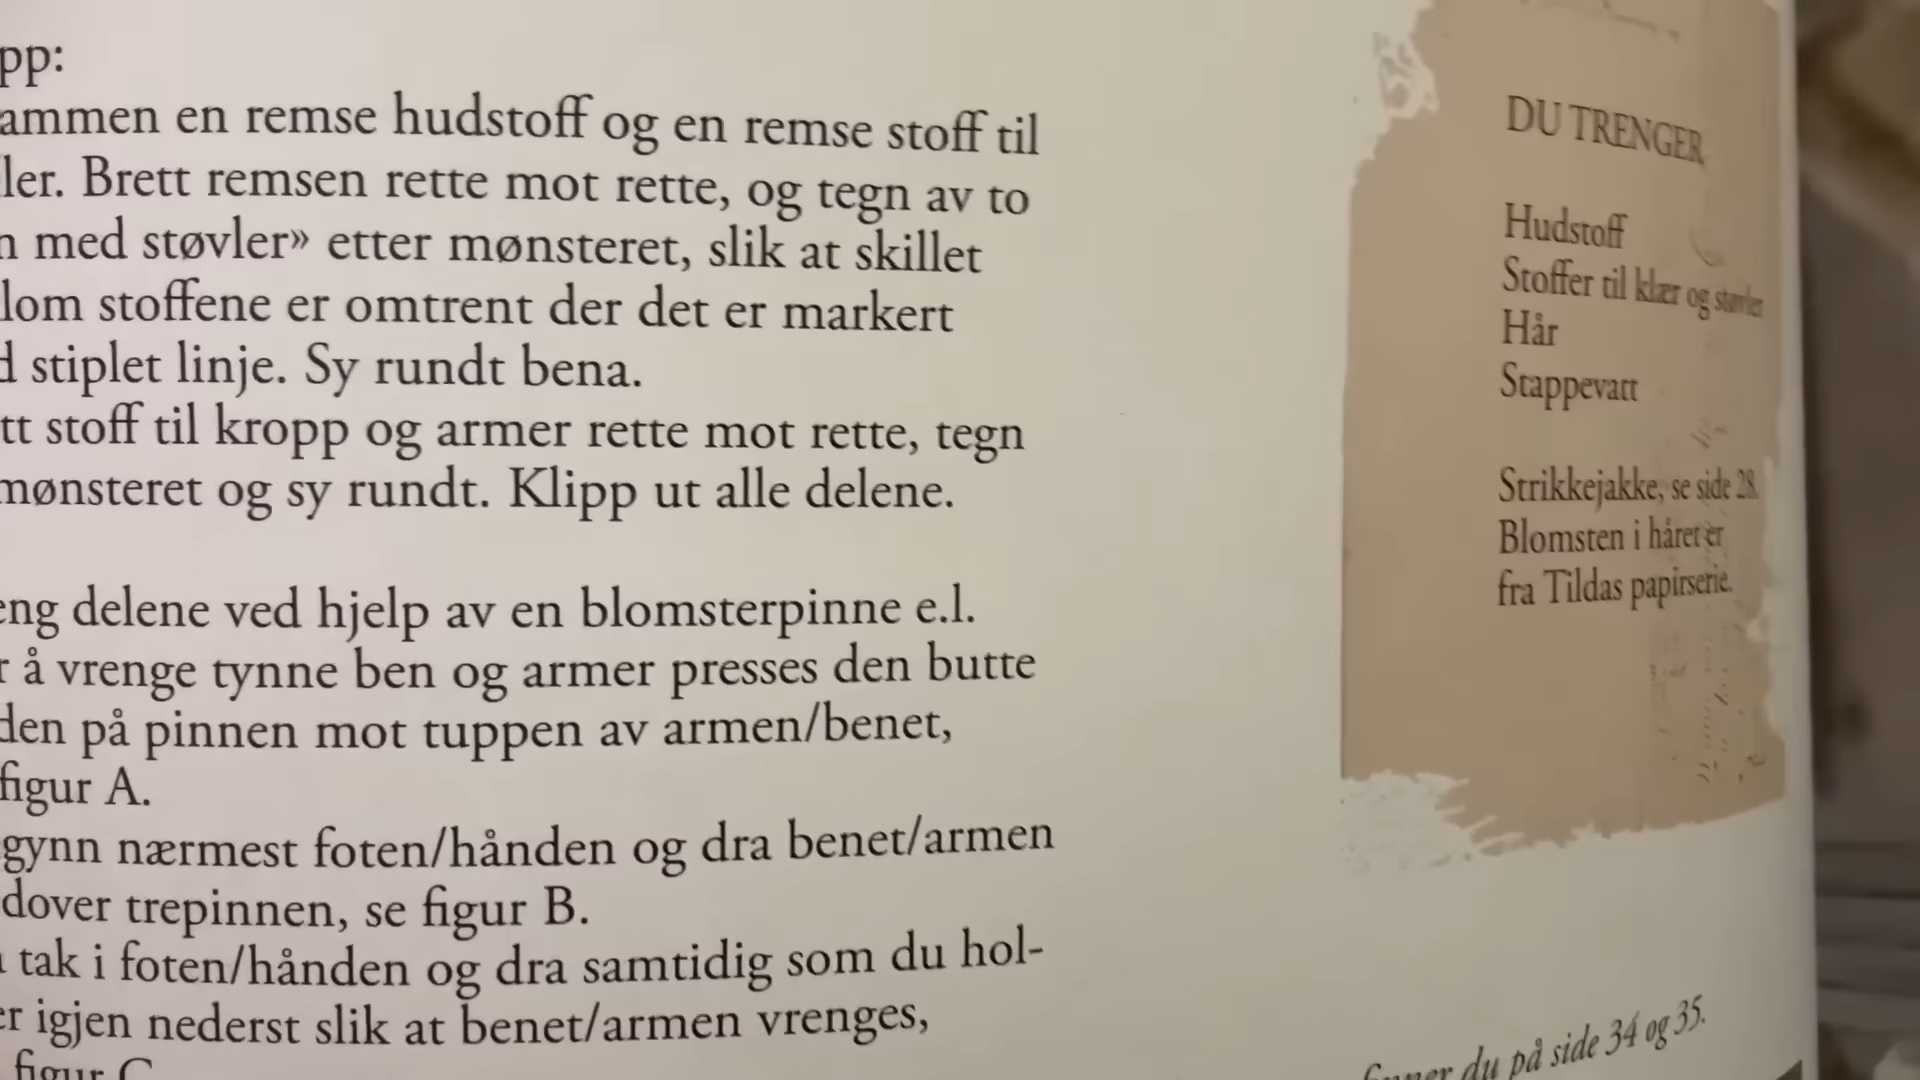 pp:
ammen en remse hudstoff og en remse stoff til
ler. Brett remsen rette mot rette, og tegn av to
n med støvler» etter mønsteret, slik at skillet
lom stoffene er omtrent der det er markert
d stiplet linje. Sy rundt bena.
tt stoff til kropp og armer rette mot rette, tegn
mønsteret og sy rundt. Klipp ut alle delene.
eng delene ved hjelp av en blomsterpinne e.l.
r å vrenge tynne ben og armer presses den butte
den på pinnen mot tuppen av armen/benet,
figur A.
gynn nærmest foten/hånden og dra benet/armen
dover trepinnen, se figur B.
tak i foten/hånden og dra samtidig som du hol-
er igjen nederst slik at benet/armen vrenges,
figur C
DU TRENGER
Hudstoff
Stoffer til klær og støvler
Hår
Stappevatt
Strikkejakke, se side 28.
Blomsten i håret er
fra Tildas papirserie.
finner du på side 34 og 35.